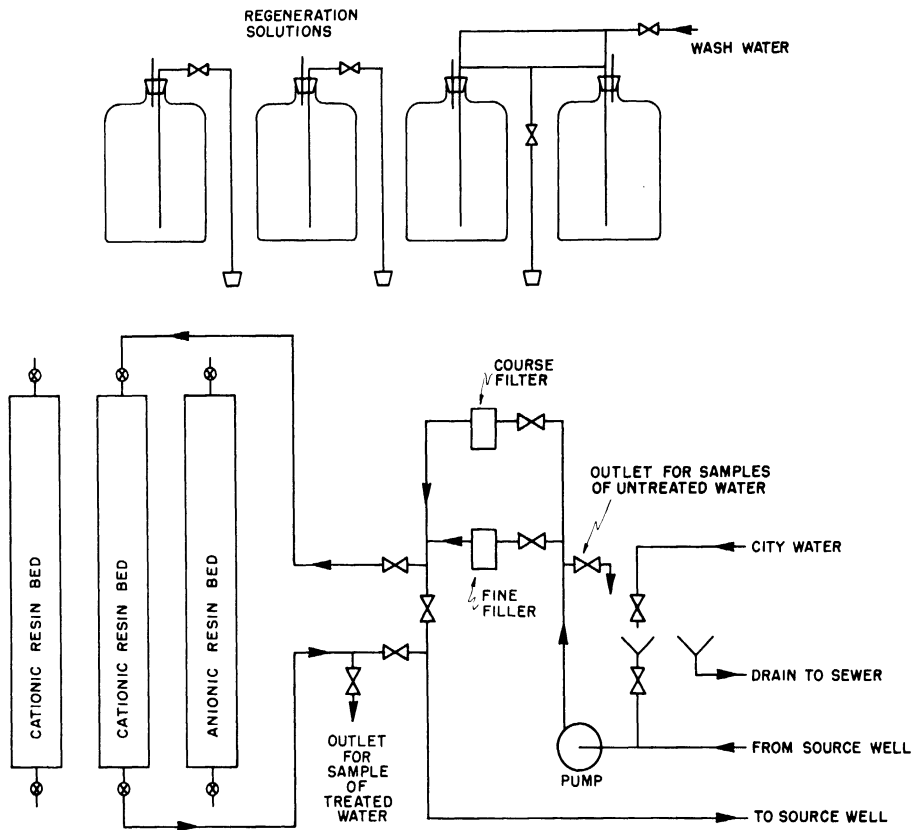 REGENERATION
SOLUTIONS
WASH WATER
COURSE
FILTER
OUTLET FOR SAMPLES
OF UNTREATED WATER
CITY WATER
FINE
FILLER
CATIONIC RESIN BED
CATIONIC RESIN BED
ANIONIC RESIN BED
DRAIN TO SEWER
OUTLET
FOR
SAMPLE
OF
TREATED
WATER
PUMP
FROM SOURCE WELL
TO SOURCE WELL